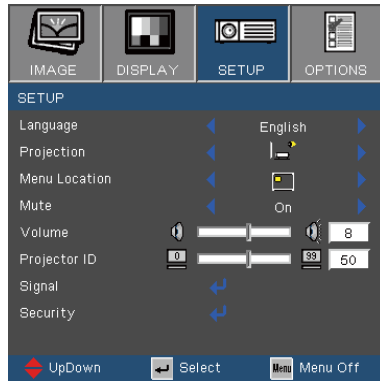 IMAGE DISPLAY SETUP OPTIONS
SETUP
Language English
Projection
Menu Location
Mute On
Volume 8
Projector ID 0 99 50
Signal
Security
UpDown Select Menu Menu Off